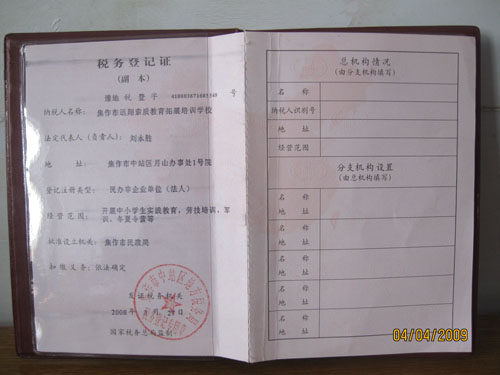 税务登记证
(副 本)
豫地 税 登 字 号
纳税人名称: 焦作市远翔素质教育拓展培训学校
法定代表人(负责人): 刘永胜
地 址: 焦作市中站区月山办事处1号院
登记注册类型: 民办非企业单位(法人)
经 营 范 围: 开展中小学生实践教育,劳技培训、军
训、冬夏令营等
批准设立机关: 焦作市民政局
扣 缴 义 务: 依法确定
发证税务机关
2008 年 月 日
国家税务总局监制
总机构情况
(由分支机构填写)
名 称
纳税人识别号
地 址
经营范围
分支机构设置
(由总机构填写)
名 称
地 址
名 称
地 址
名 称
地 址
名 称
地 址
名 称
地 址
04/04/2009